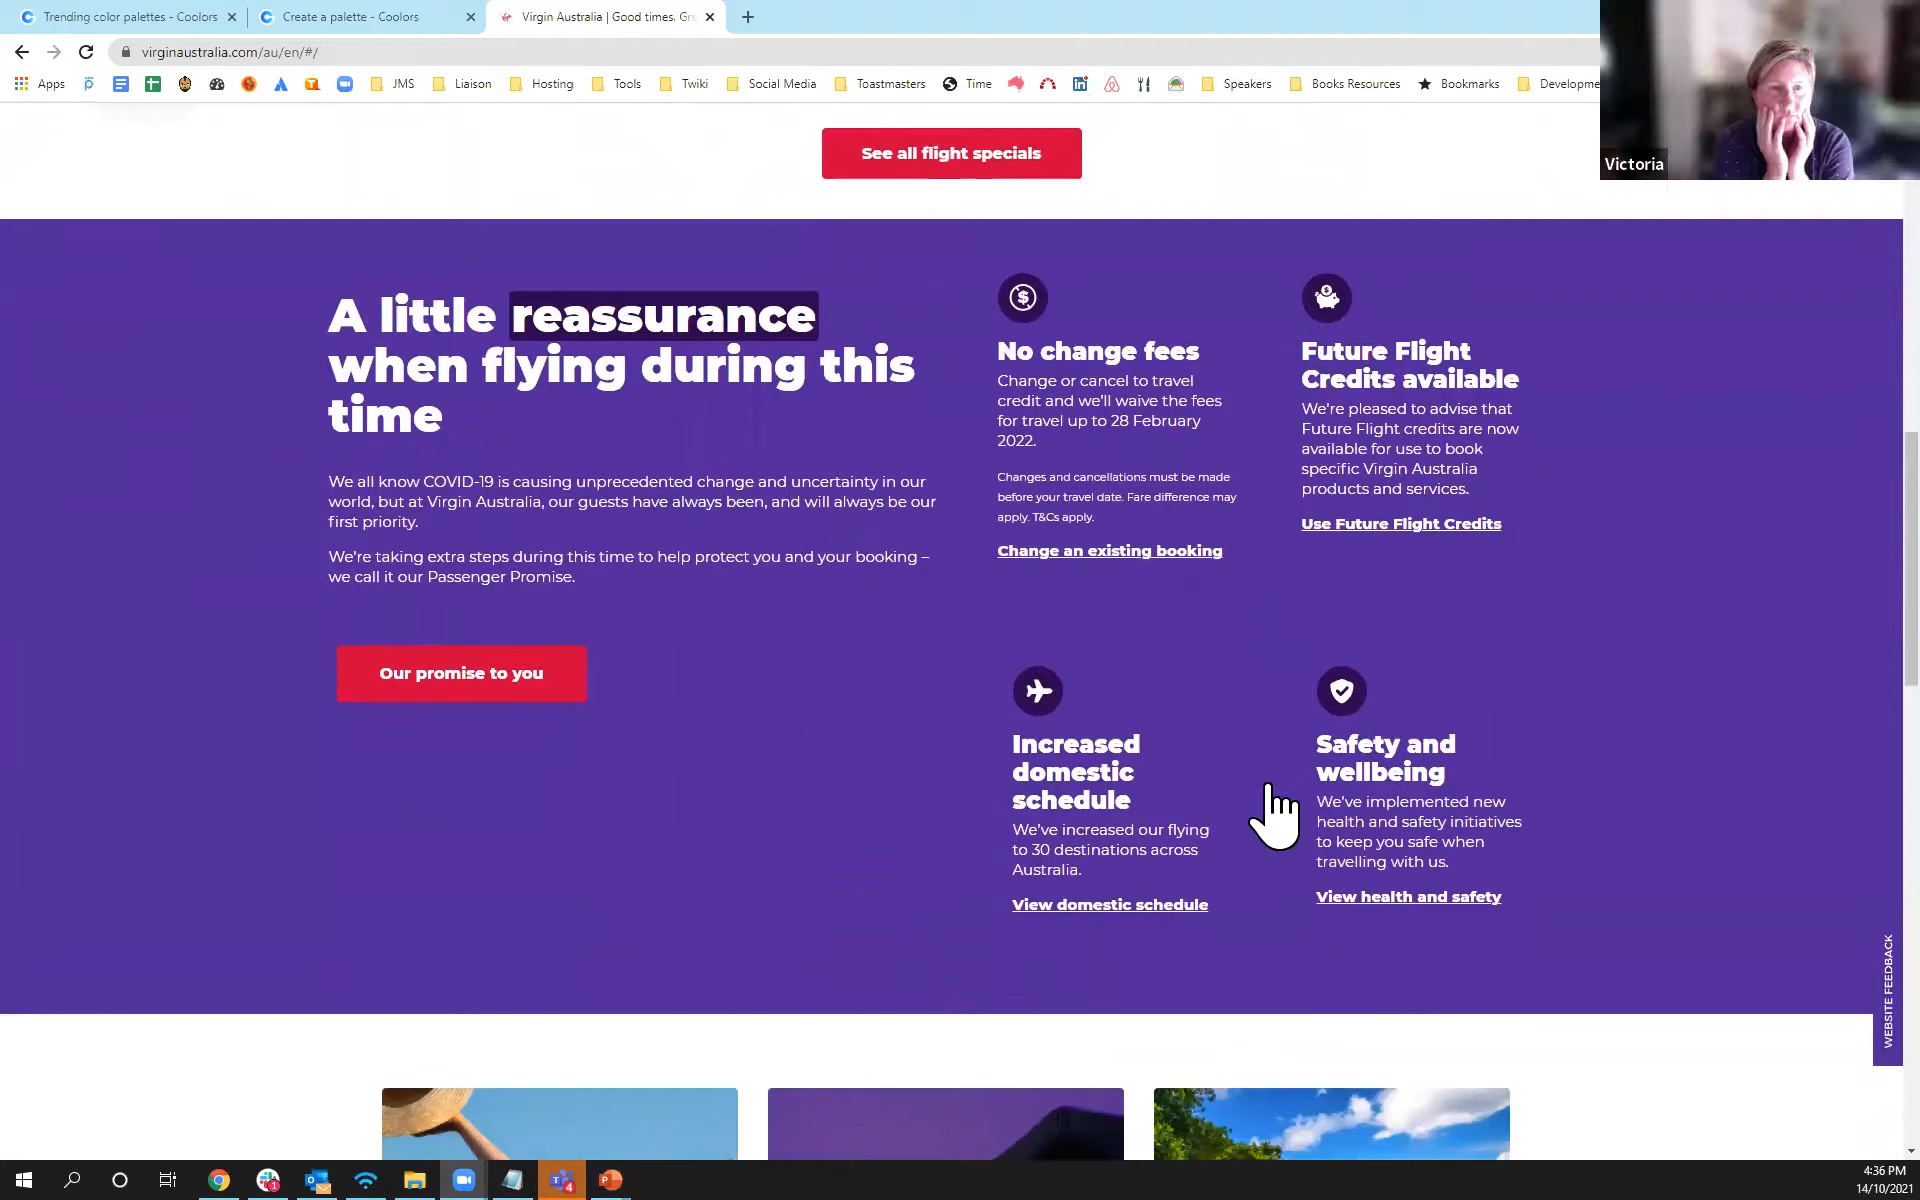 Trending color palettes - Coolors
Create a palette - Coolors
Virgin Australia | Good times. Gre
virginaustralia.com/au/en/#/
Apps
JMS
Liaison
Hosting
Tools
Twiki
Social Media
Toastmasters
Time
Speakers
Books Resources
Bookmarks
Developme
Victoria
See all flight specials
A little reassurance
when flying during this
time
We all know COVID-19 is causing unprecedented change and uncertainty in our
world, but at Virgin Australia, our guests have always been, and will always be our
first priority.
We're taking extra steps during this time to help protect you and your booking –
we call it our Passenger Promise.
Our promise to you
No change fees
Change or cancel to travel
credit and we'll waive the fees
for travel up to 28 February
2022.
Changes and cancellations must be made
before your travel date. Fare difference may
apply. T&Cs apply.
Change an existing booking
Future Flight
Credits available
We're pleased to advise that
Future Flight credits are now
available for use to book
specific Virgin Australia
products and services.
Use Future Flight Credits
Increased
domestic
schedule
We've increased our flying
to 30 destinations across
Australia.
View domestic schedule
Safety and
wellbeing
We've implemented new
health and safety initiatives
to keep you safe when
travelling with us.
View health and safety
WEBSITE FEEDBACK
4:36 PM
14/10/2021